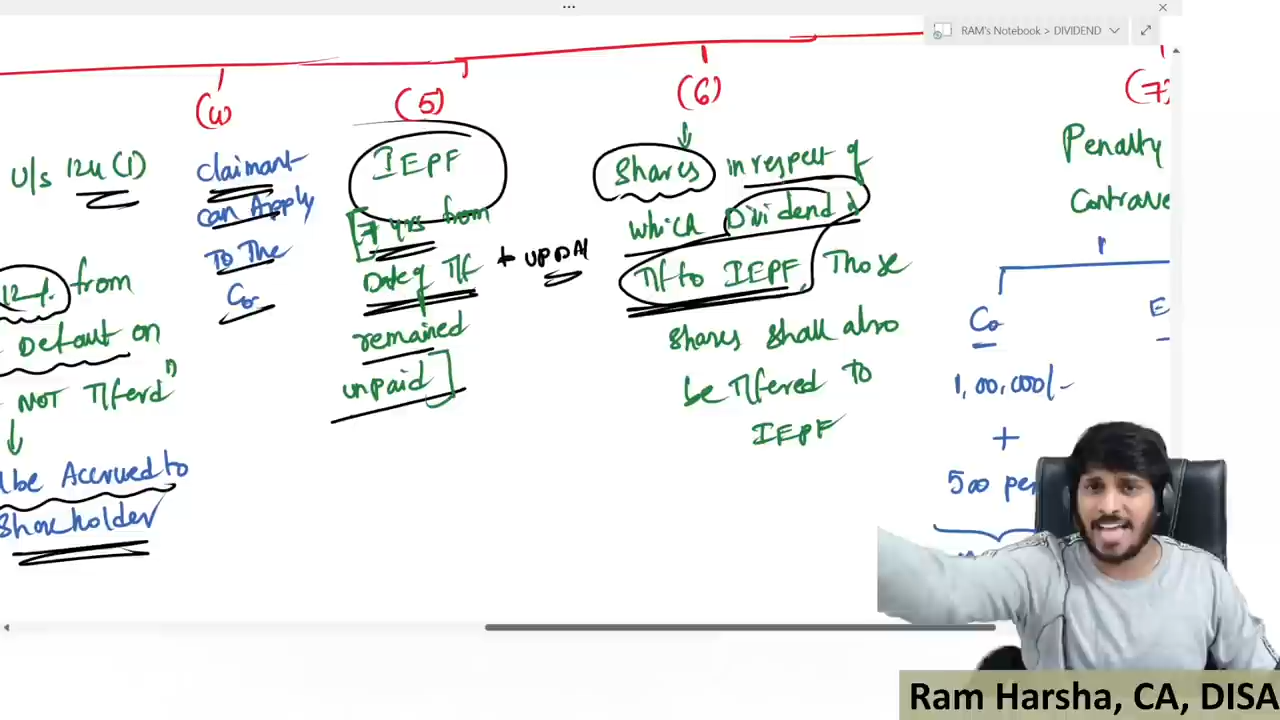 RAM's Notebook > DIVIDEND
(4)
(5)
(6)
(7)
U/s 124 (1)
12% from
Default on
NOT Tferd
be Accrued to
Shareholder
claimant
can Apply
To The
Co
IEPF
[7 yrs from
Date of T/f
remained
unpaid]
+ UPDA
Shares in respect of
which Dividend is
T/f to IEPF Those
shares shall also
be T/fered to
IEPF
Penalty
Contrave
Co
E
1,00,000/-
+
500 per
Ram Harsha, CA, DISA